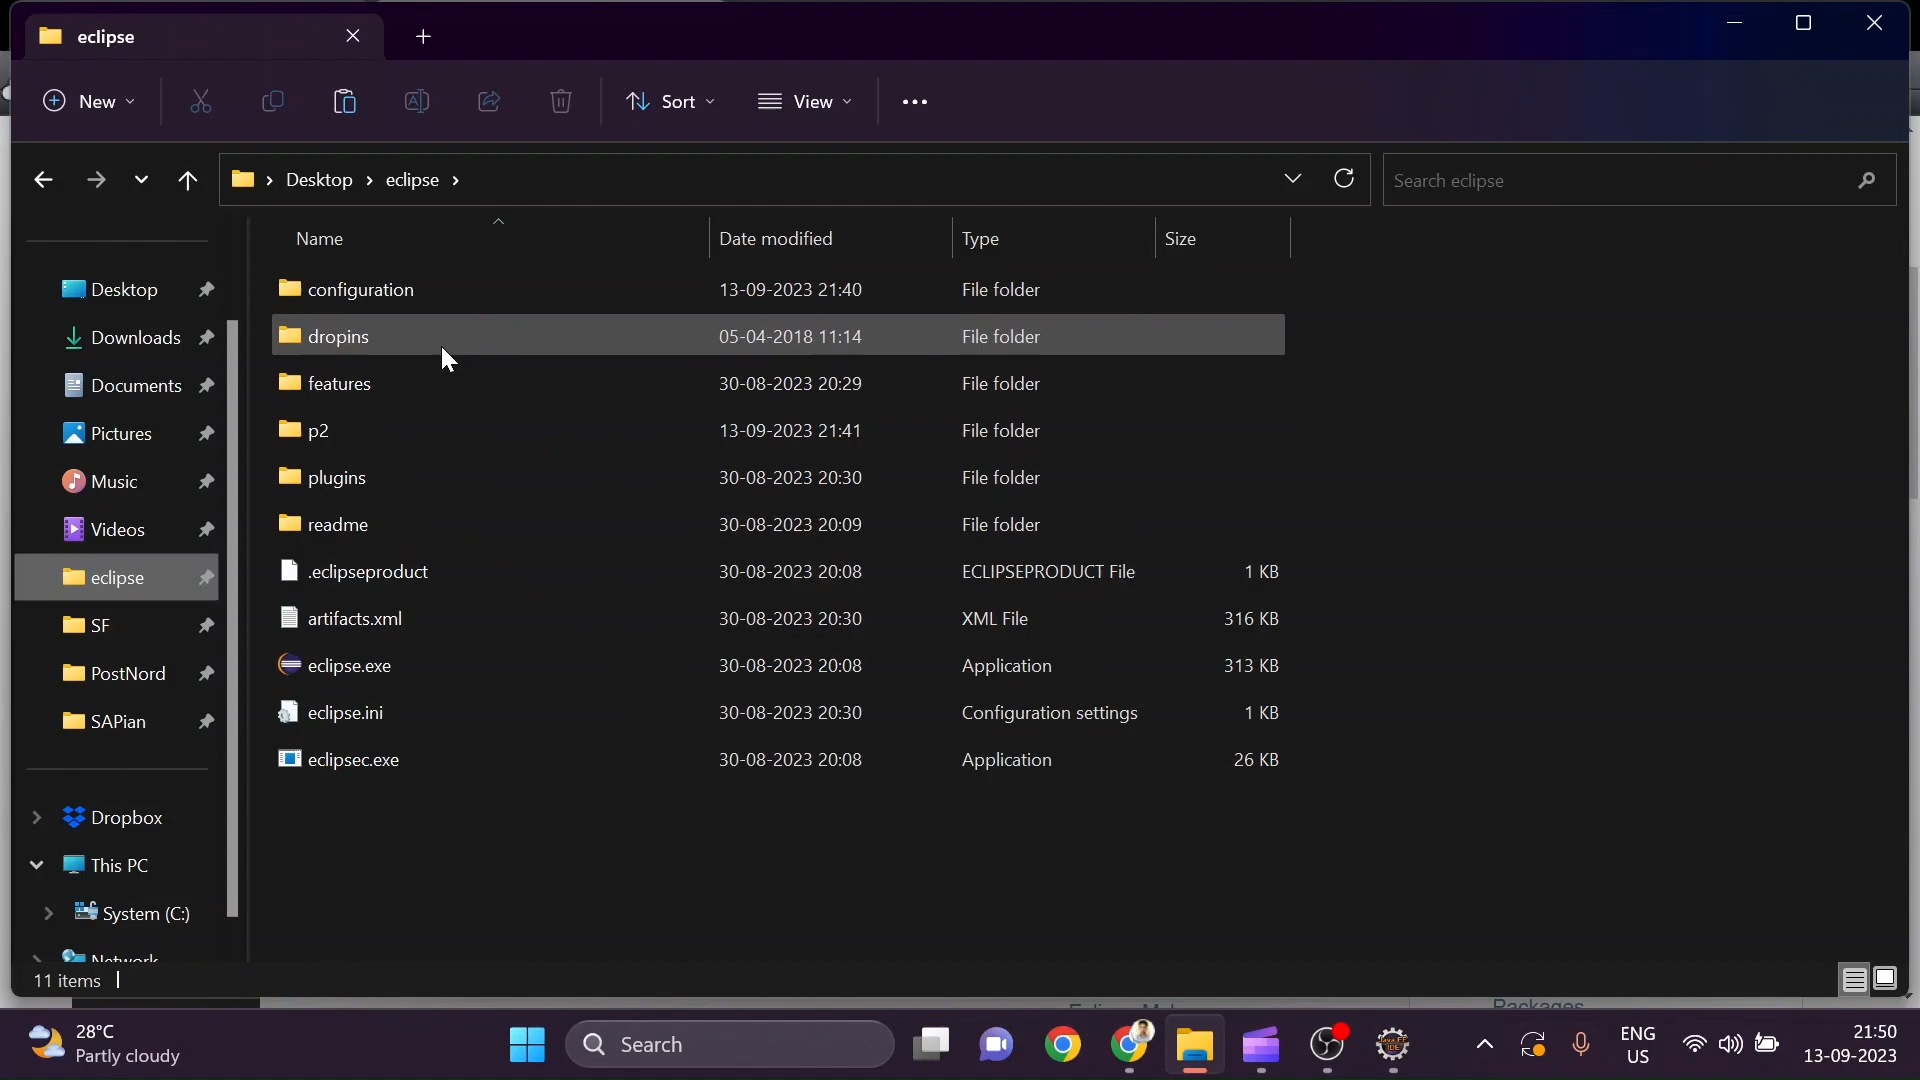 eclipse
New
Sort
View
Desktop
eclipse
Search eclipse
Name Date modified Type Size
configuration 13-09-2023 21:40 File folder
dropins 05-04-2018 11:14 File folder
features 30-08-2023 20:29 File folder
p2 13-09-2023 21:41 File folder
plugins 30-08-2023 20:30 File folder
readme 30-08-2023 20:09 File folder
.eclipseproduct 30-08-2023 20:08 ECLIPSEPRODUCT File 1 KB
artifacts.xml 30-08-2023 20:30 XML File 316 KB
eclipse.exe 30-08-2023 20:08 Application 313 KB
eclipse.ini 30-08-2023 20:30 Configuration settings 1 KB
eclipsec.exe 30-08-2023 20:08 Application 26 KB
Desktop
Downloads
Documents
Pictures
Music
Videos
eclipse
SF
PostNord
SAPian
Dropbox
This PC
System (C:)
Network
11 items
Packages
28°C
Partly cloudy
Search
ENG
US
21:50
13-09-2023